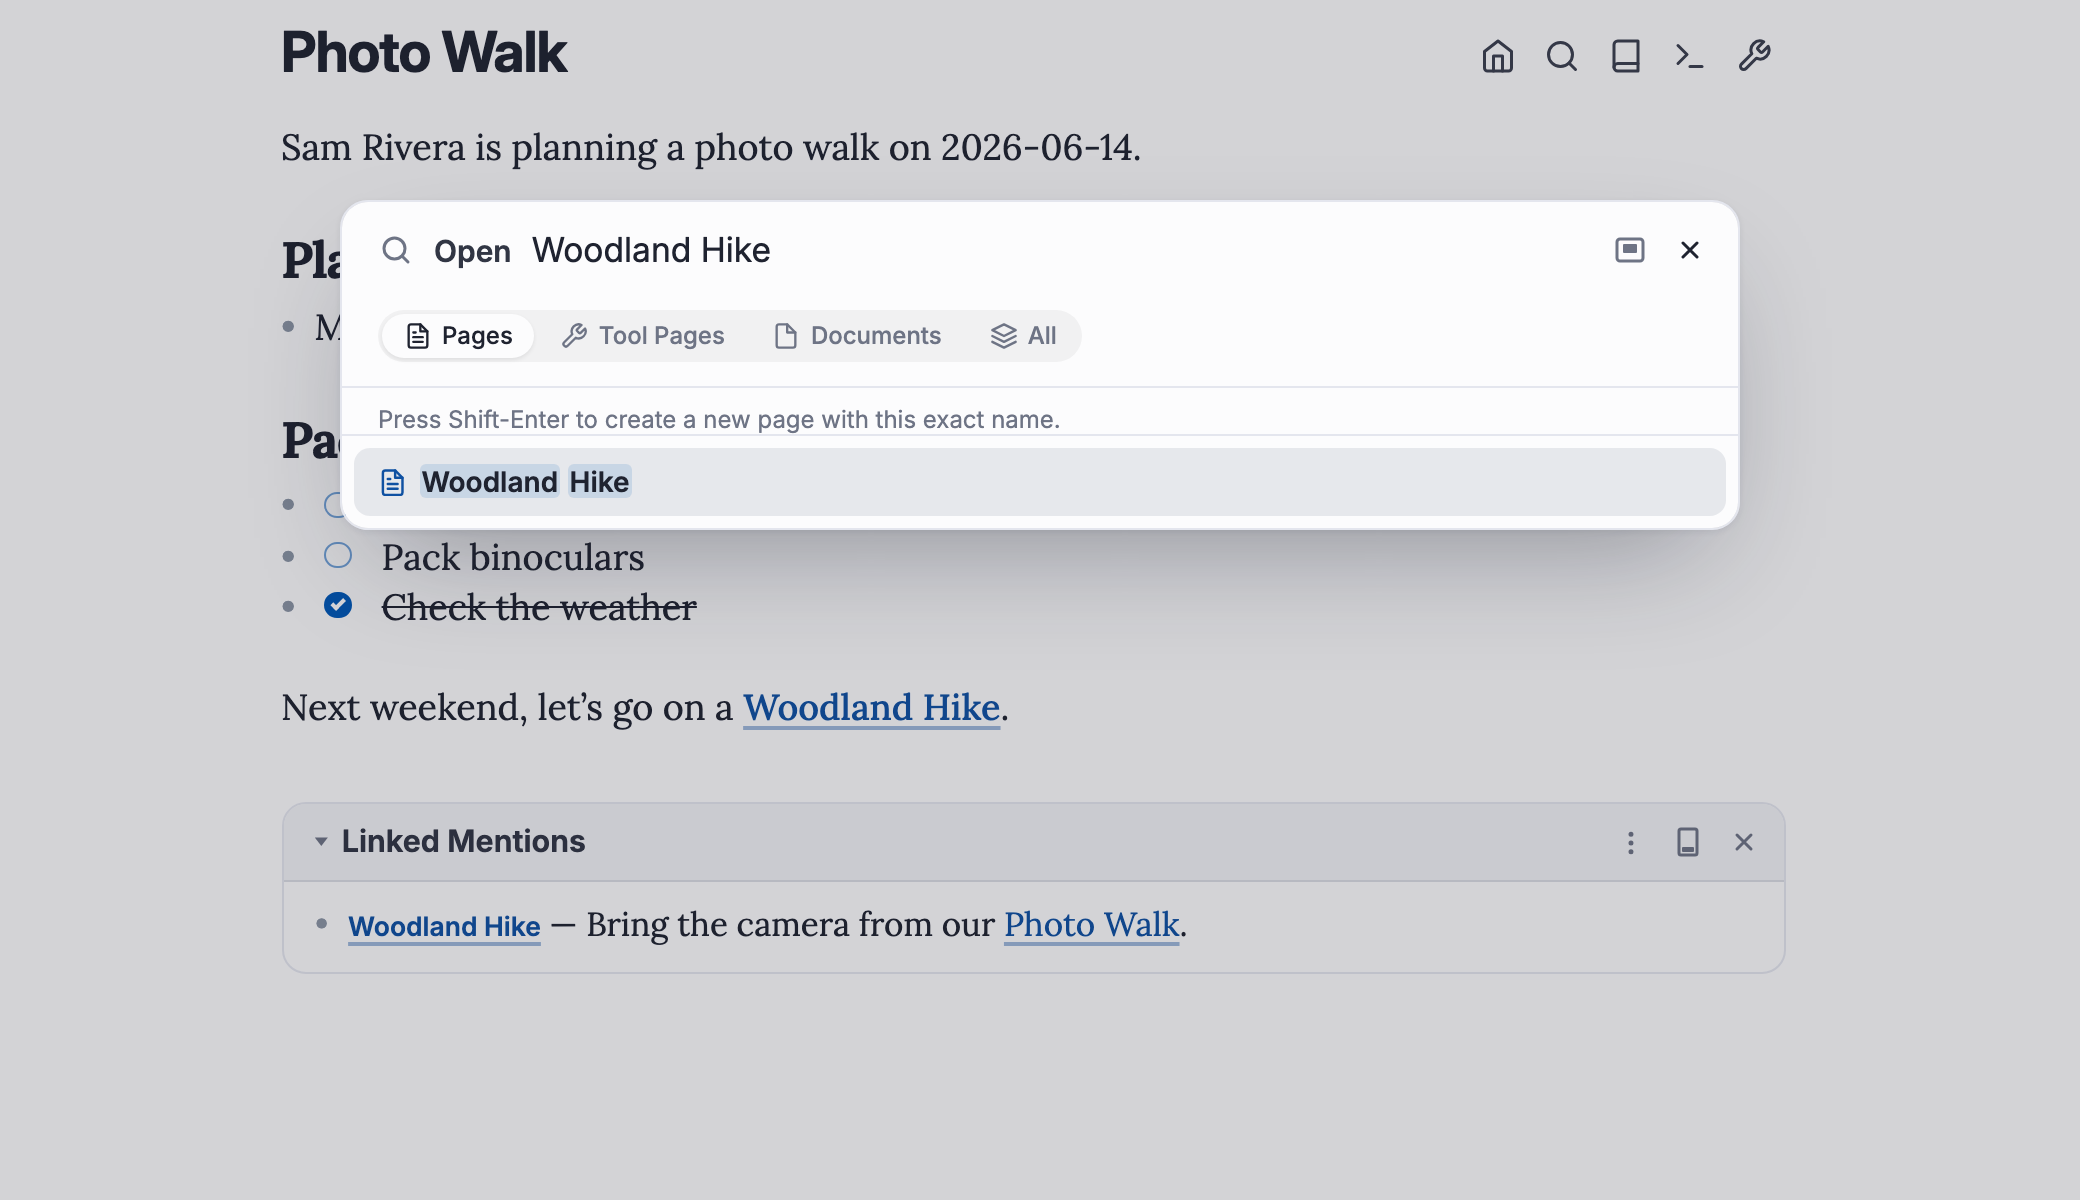 Photo Walk
Sam Rivera is planning a photo walk on 2026-06-14.
Open Woodland Hike
Pages Tool Pages Documents All
Press Shift-Enter to create a new page with this exact name.
Woodland Hike
Pack binoculars
Check the weather
Next weekend, let’s go on a Woodland Hike.
Linked Mentions
Woodland Hike — Bring the camera from our Photo Walk.